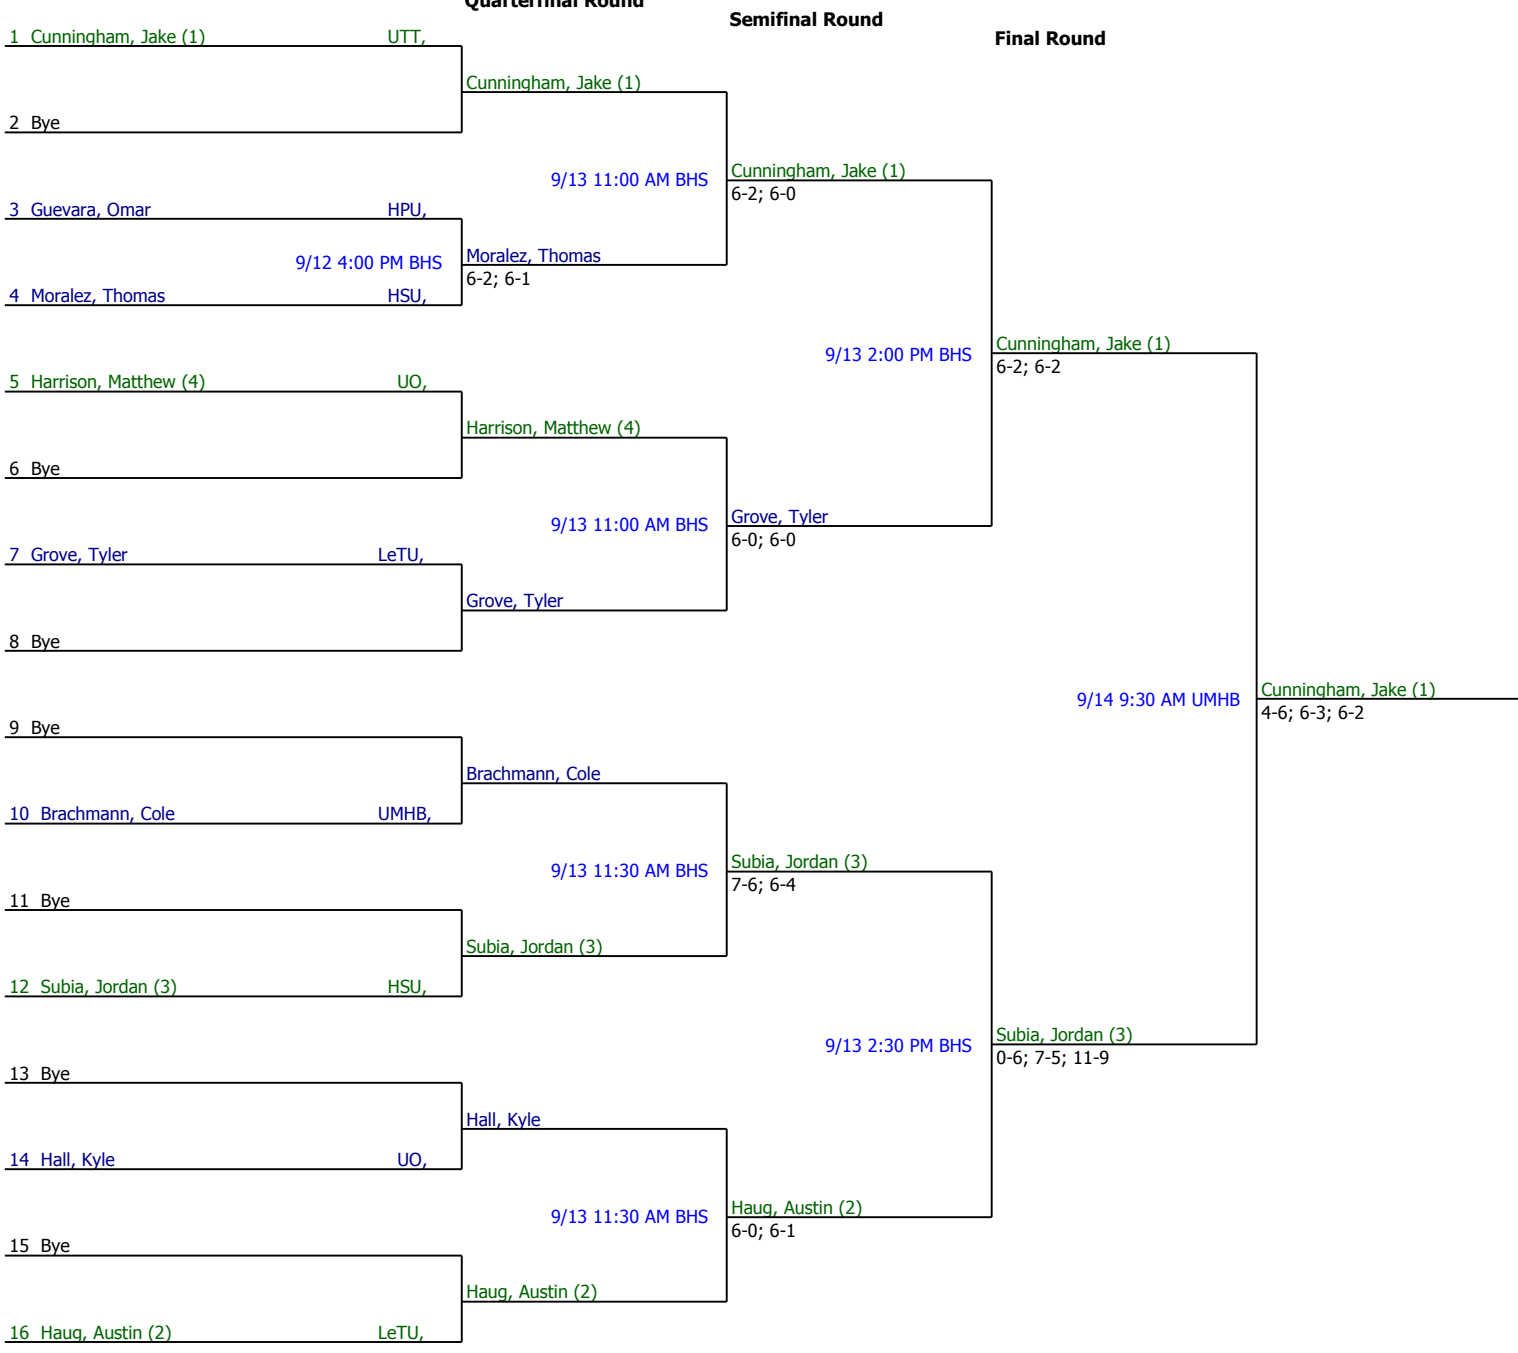 Quarterfinal Round
Semifinal Round
Final Round
1 Cunningham, Jake (1) UTT,
Cunningham, Jake (1)
2 Bye
9/13 11:00 AM BHS
Cunningham, Jake (1)
6-2; 6-0
3 Guevara, Omar HPU,
9/12 4:00 PM BHS
Moralez, Thomas
6-2; 6-1
4 Moralez, Thomas HSU,
9/13 2:00 PM BHS
Cunningham, Jake (1)
6-2; 6-2
5 Harrison, Matthew (4) UO,
Harrison, Matthew (4)
6 Bye
9/13 11:00 AM BHS
Grove, Tyler
6-0; 6-0
7 Grove, Tyler LeTU,
Grove, Tyler
8 Bye
9/14 9:30 AM UMHB
Cunningham, Jake (1)
4-6; 6-3; 6-2
9 Bye
Brachmann, Cole
10 Brachmann, Cole UMHB,
9/13 11:30 AM BHS
Subia, Jordan (3)
7-6; 6-4
11 Bye
Subia, Jordan (3)
12 Subia, Jordan (3) HSU,
9/13 2:30 PM BHS
Subia, Jordan (3)
0-6; 7-5; 11-9
13 Bye
Hall, Kyle
14 Hall, Kyle UO,
9/13 11:30 AM BHS
Haug, Austin (2)
6-0; 6-1
15 Bye
Haug, Austin (2)
16 Haug, Austin (2) LeTU,